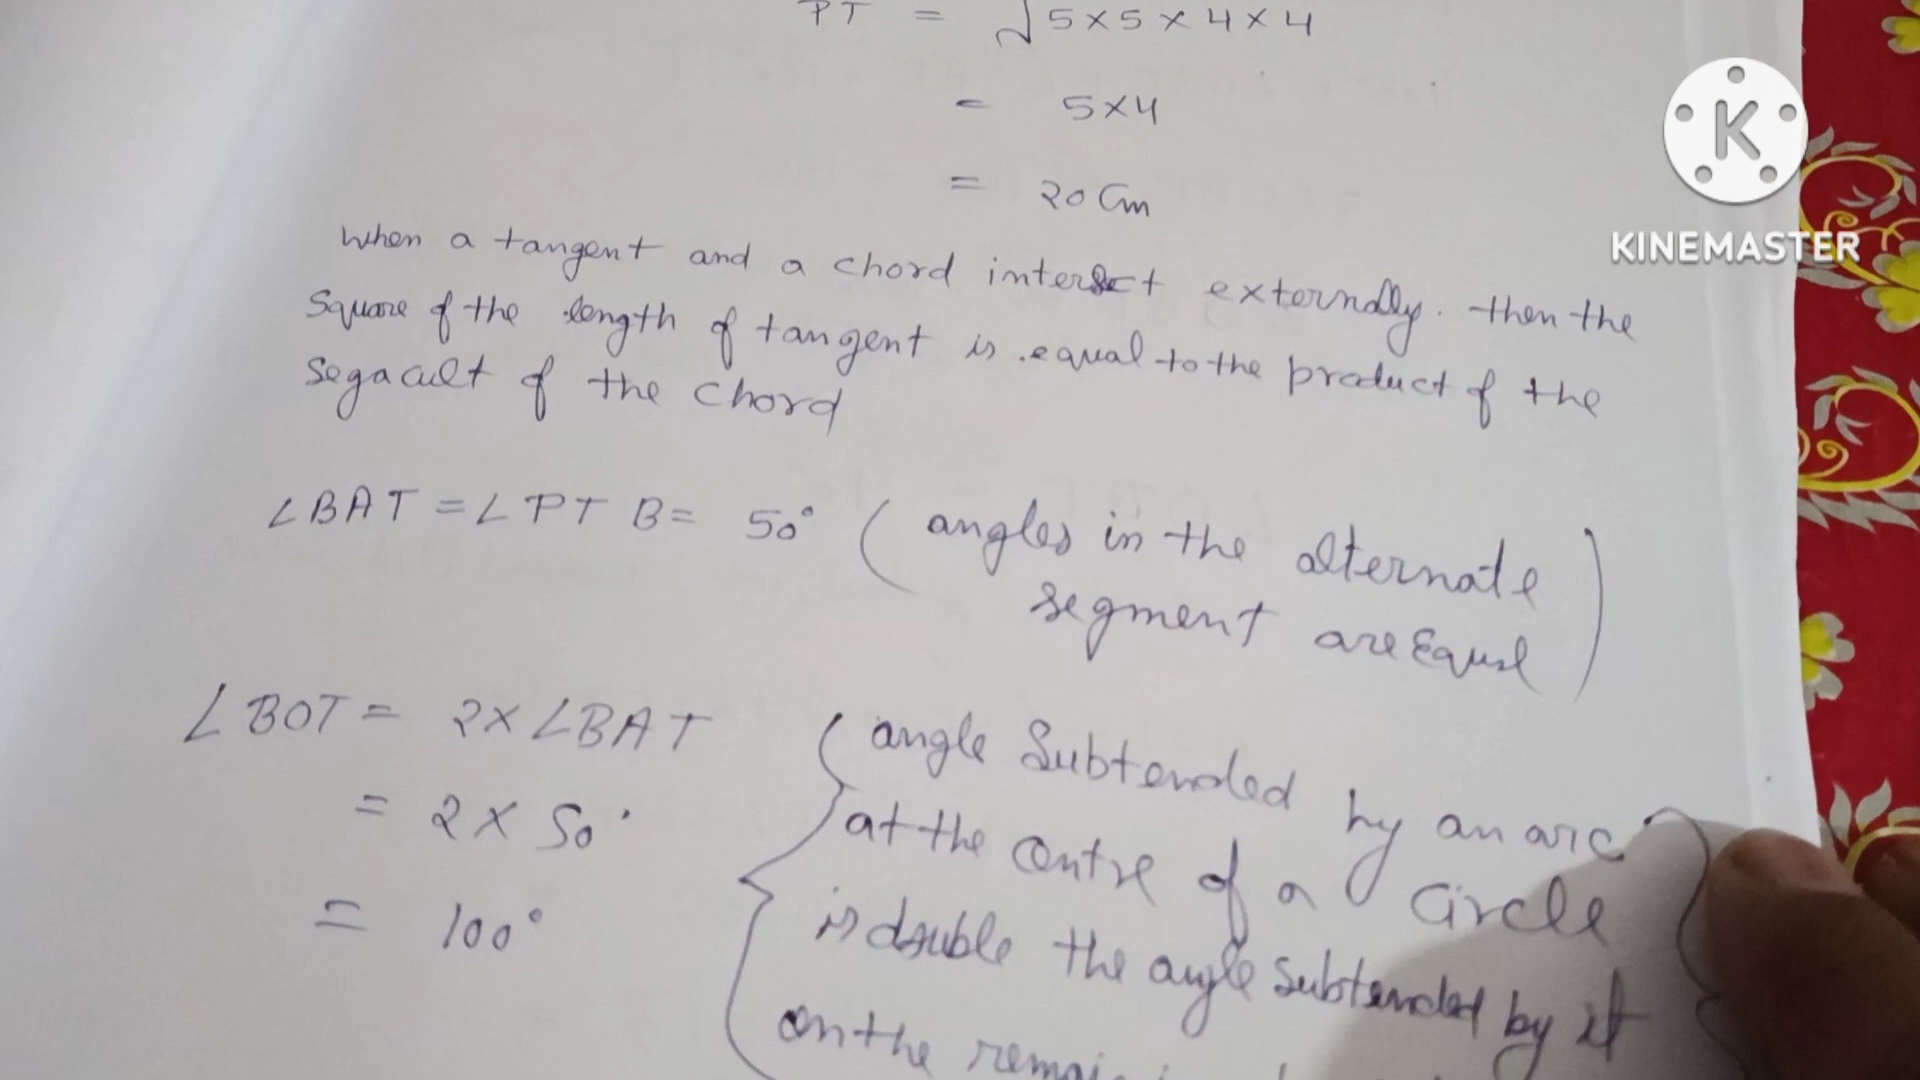 PT = √5×5×4×4
= 5×4
= 20 Cm
When a tangent and a chord intersect externally. then the
Square of the length of tangent is equal to the product of the
of the Chord
∠BAT = ∠PTB = 50° (angles in the alternate
segment are Equal)
∠BOT = 2×∠BAT
= 2×50°
= 100°
{angle Subtended by an arc
at the centre of a Circle
is double the angle subtended by it
on the
K
KINEMASTER